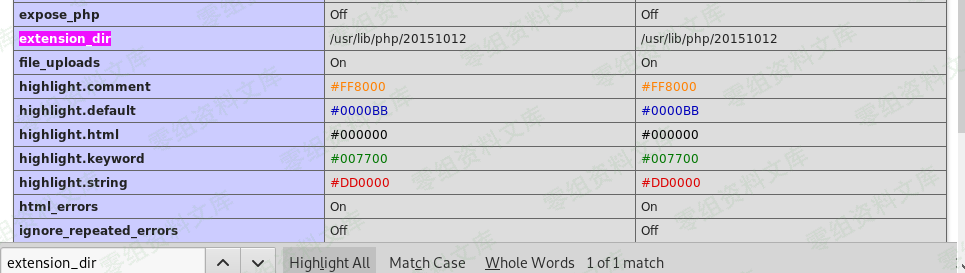 expose_php Off Off
extension_dir /usr/lib/php/20151012 /usr/lib/php/20151012
file_uploads On On
highlight.comment #FF8000 #FF8000
highlight.default #0000BB #0000BB
highlight.html #000000 #000000
highlight.keyword #007700 #007700
highlight.string #DD0000 #DD0000
html_errors On On
ignore_repeated_errors Off Off
extension_dir Highlight All Match Case Whole Words 1 of 1 match
零组资料文库